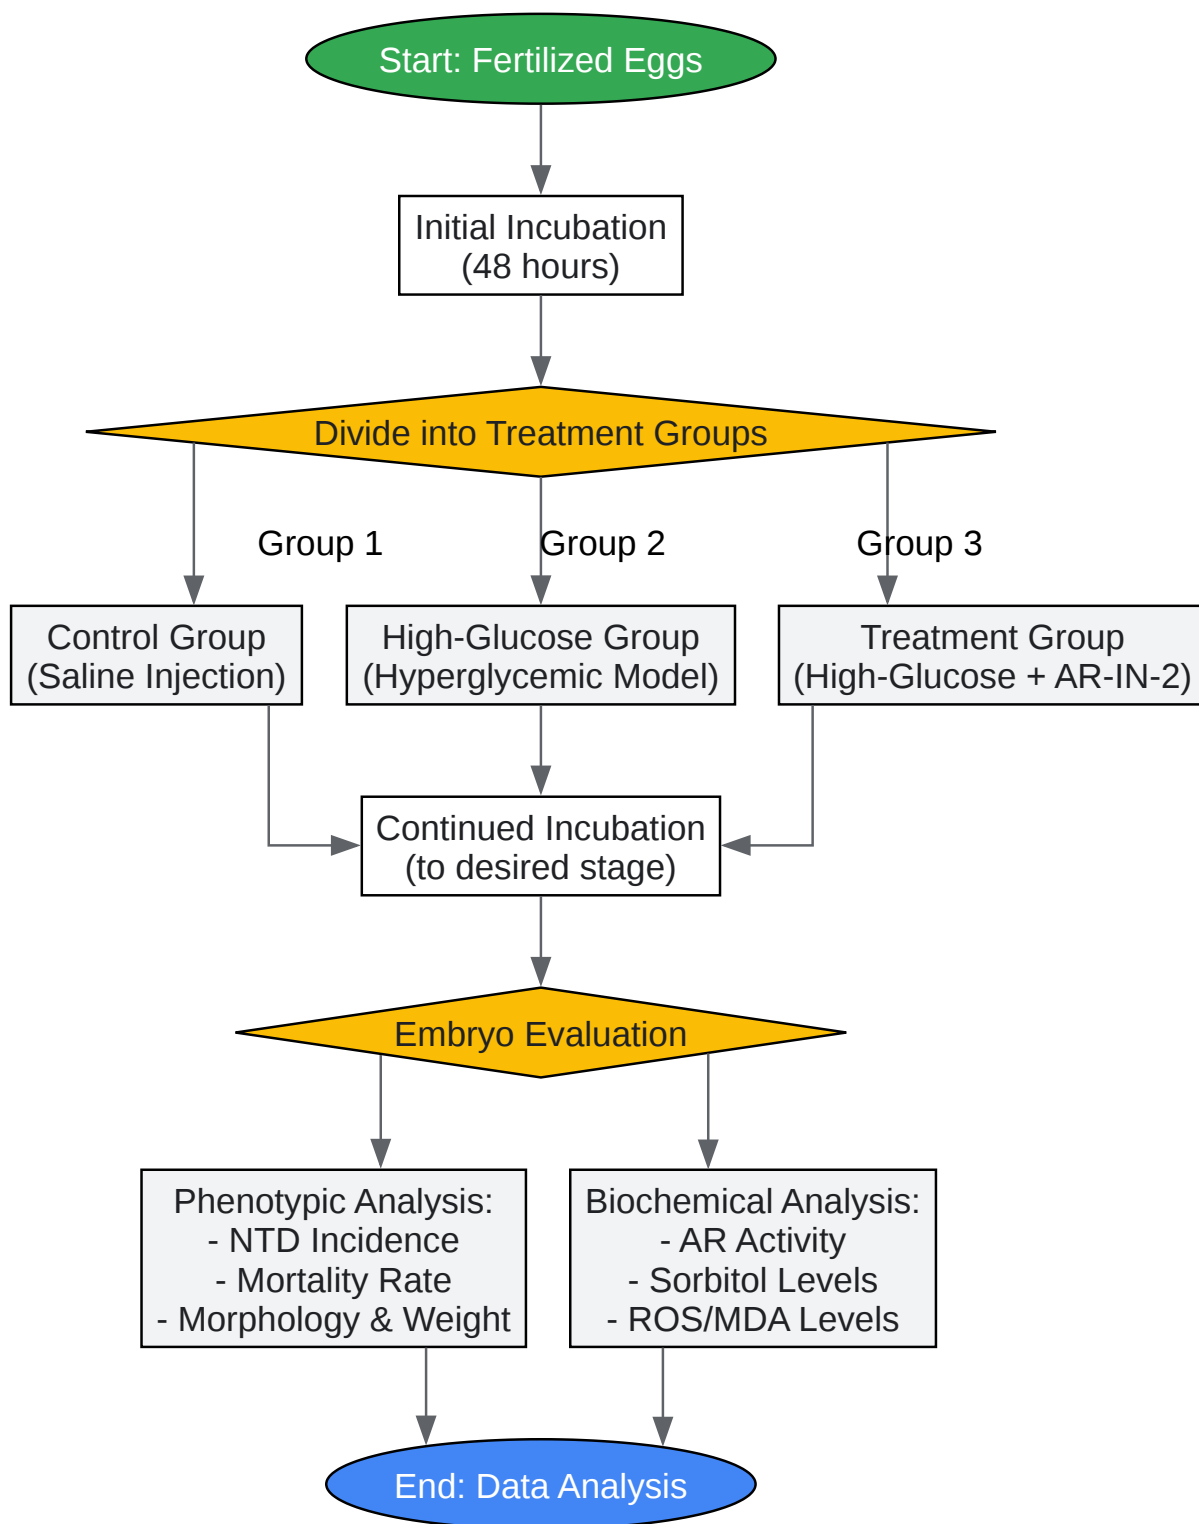 Start: Fertilized Eggs
Initial Incubation
(48 hours)
Divide into Treatment Groups
Group 1
Group 2
Group 3
Control Group
(Saline Injection)
High-Glucose Group
(Hyperglycemic Model)
Treatment Group
(High-Glucose + AR-IN-2)
Continued Incubation
(to desired stage)
Embryo Evaluation
Phenotypic Analysis:
- NTD Incidence
- Mortality Rate
- Morphology & Weight
Biochemical Analysis:
- AR Activity
- Sorbitol Levels
- ROS/MDA Levels
End: Data Analysis